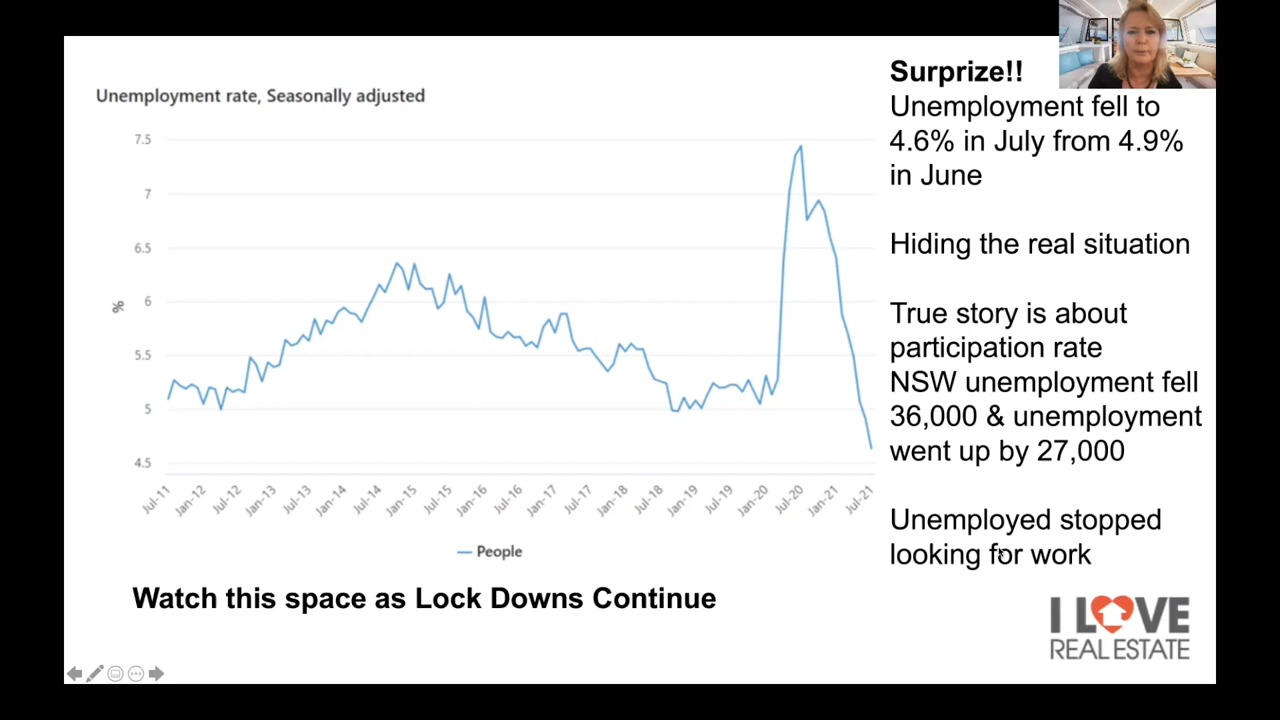 Surprize!!
Unemployment fell to
4.6% in July from 4.9%
in June
Hiding the real situation
True story is about
participation rate
NSW unemployment fell
36,000 & unemployment
went up by 27,000
Unemployed stopped
looking for work
Unemployment rate, Seasonally adjusted
7.5
7
6.5
6
5.5
5
4.5
%
Jul-11
Jan-12
Jul-12
Jan-13
Jul-13
Jan-14
Jul-14
Jan-15
Jul-15
Jan-16
Jul-16
Jan-17
Jul-17
Jan-18
Jul-18
Jan-19
Jul-19
Jan-20
Jul-20
Jan-21
Jul-21
People
Watch this space as Lock Downs Continue
I LOVE
REAL ESTATE